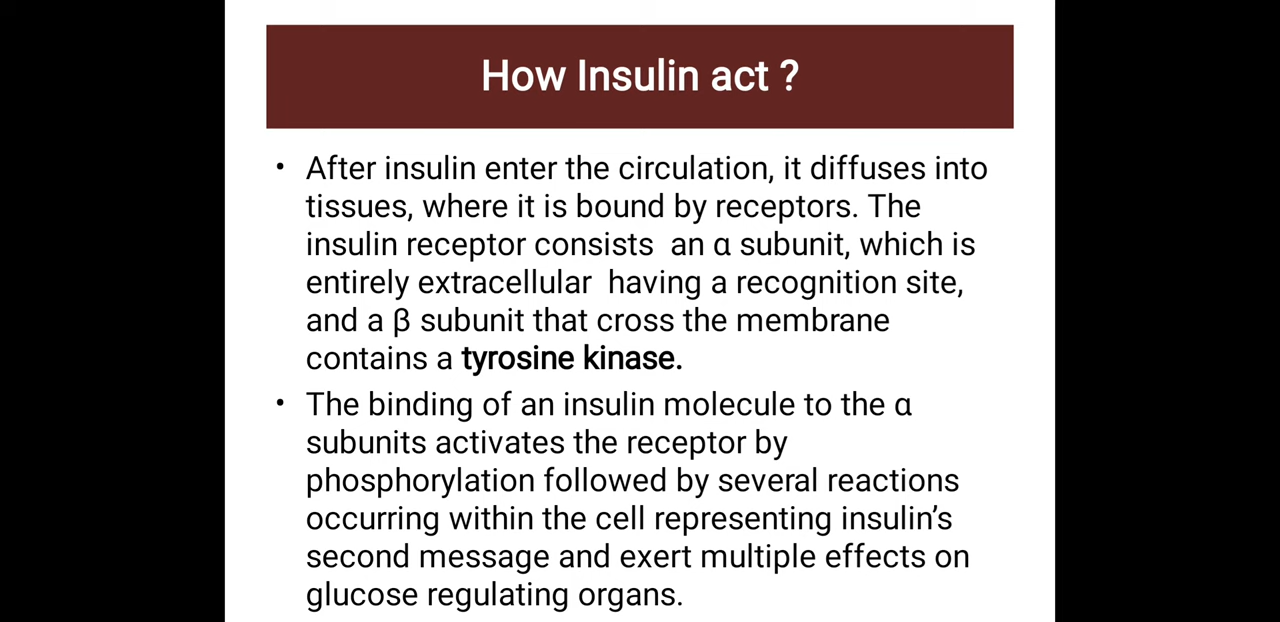 How Insulin act ?
• After insulin enter the circulation, it diffuses into
tissues, where it is bound by receptors. The
insulin receptor consists  an α subunit, which is
entirely extracellular  having a recognition site,
and a β subunit that cross the membrane
contains a tyrosine kinase.
• The binding of an insulin molecule to the α
subunits activates the receptor by
phosphorylation followed by several reactions
occurring within the cell representing insulin’s
second message and exert multiple effects on
glucose regulating organs.